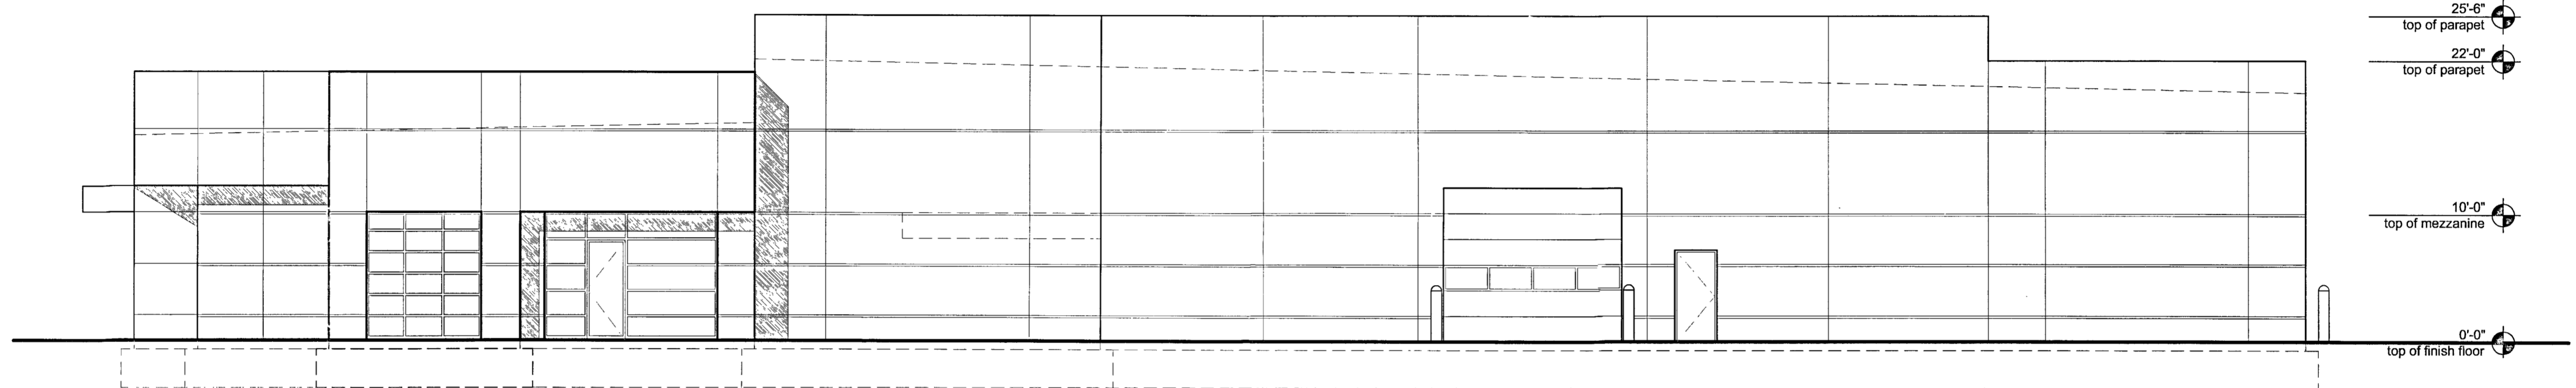 25'-6"
top of parapet
22'-0"
top of parapet
10'-0"
top of mezzanine
0'-0"
top of finish floor